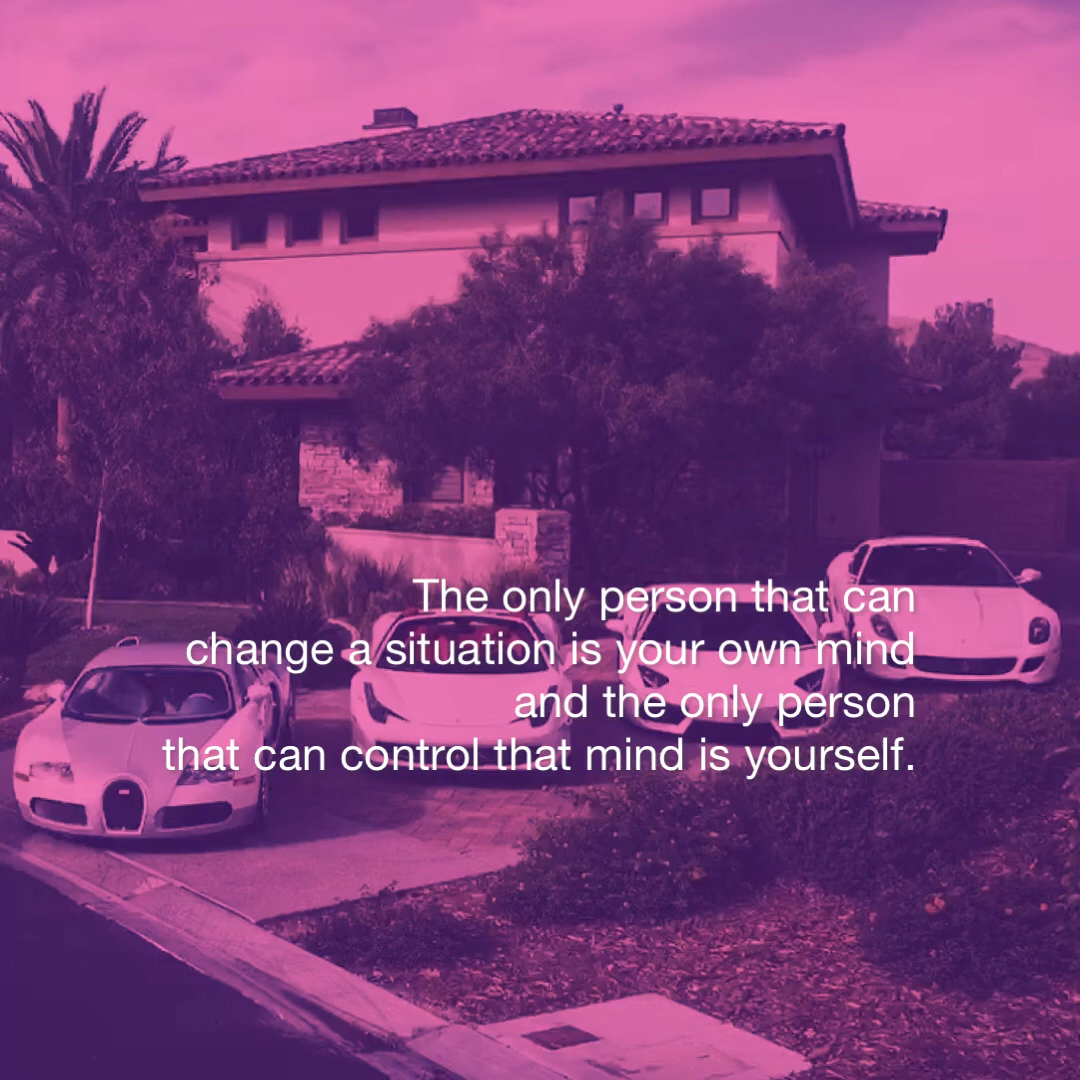 The only person that can
change a situation is your own mind
and the only person
that can control that mind is yourself.